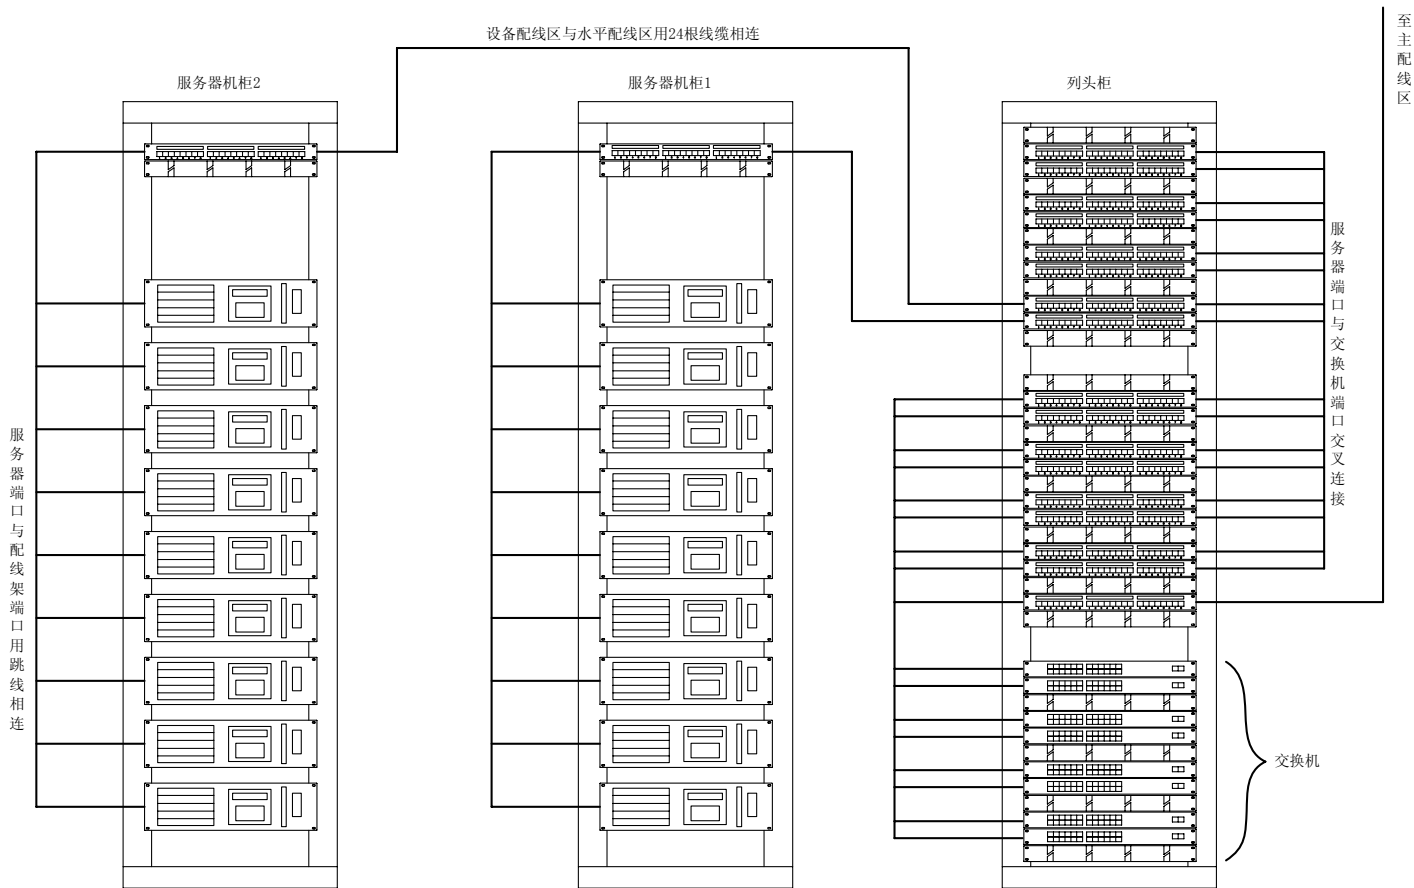 设备配线区与水平配线区用24根线缆相连
至主配线区
服务器机柜2
服务器机柜1
列头柜
服务器端口与交换机端口交叉连接
服务器端口与配线架端口用跳线相连
交换机